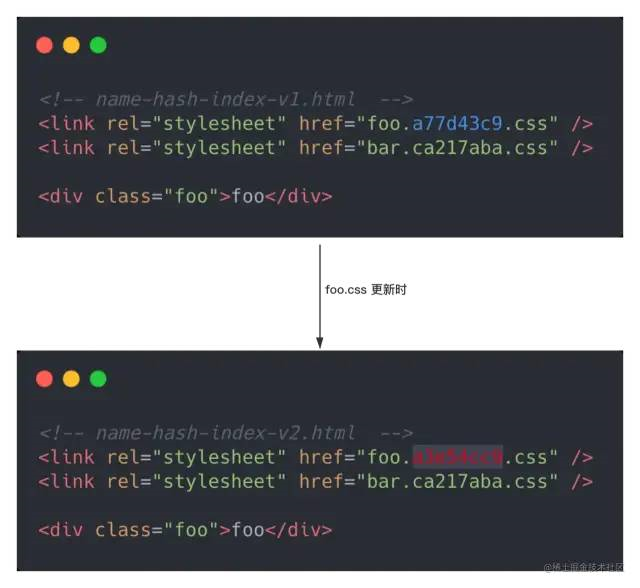 <!-- name-hash-index-v1.html  -->
<link rel="stylesheet" href="foo.a77d43c9.css" />
<link rel="stylesheet" href="bar.ca217aba.css" />
<div class="foo">foo</div>
foo.css 更新时
<!-- name-hash-index-v2.html  -->
<link rel="stylesheet" href="foo.a3e54cc9.css" />
<link rel="stylesheet" href="bar.ca217aba.css" />
<div class="foo">foo</div>
@稀土掘金技术社区